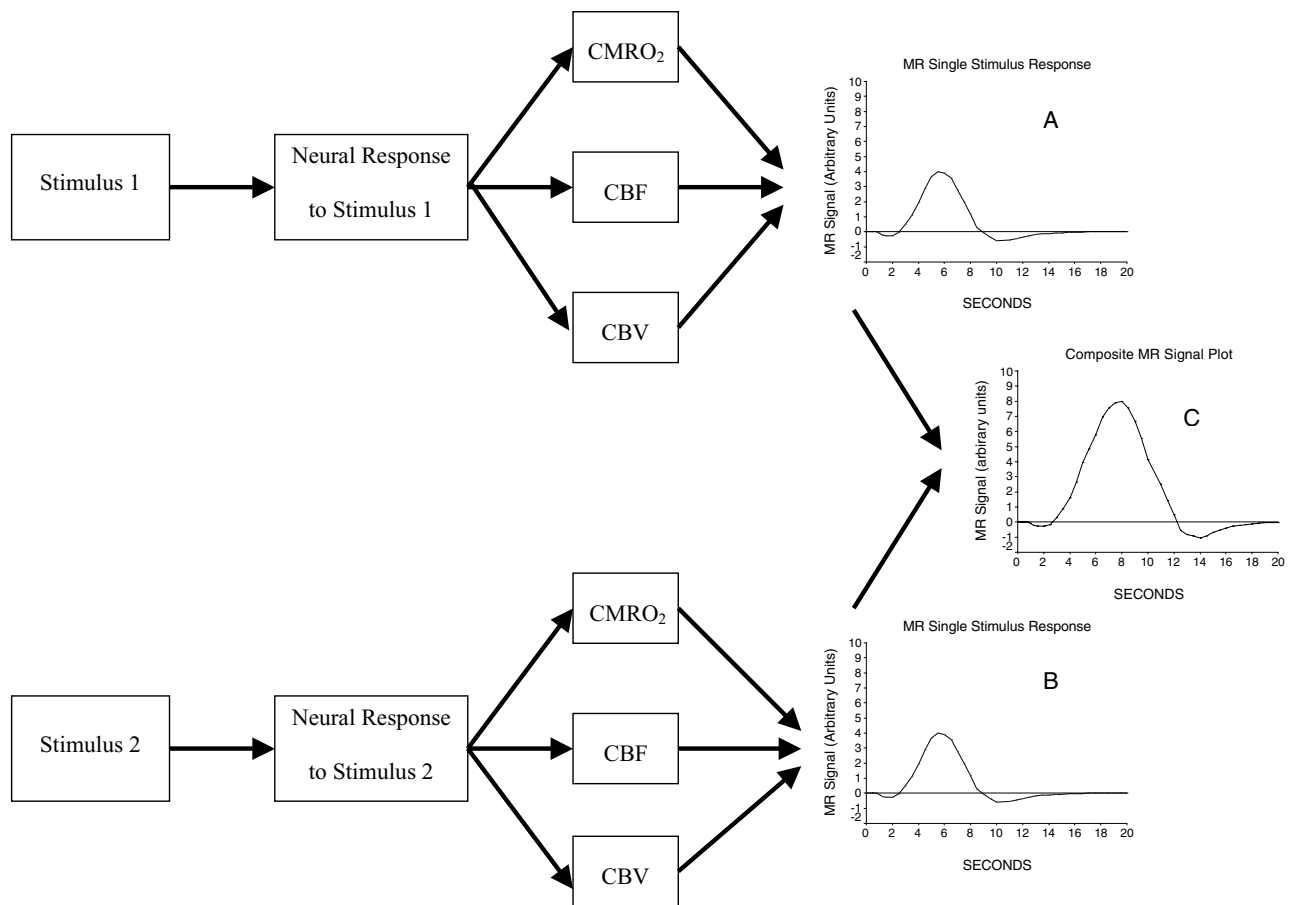 Stimulus 1
Neural Response
to Stimulus 1
CMRO₂
CBF
CBV
MR Single Stimulus Response
MR Signal (Arbitrary Units)
10
9
8
7
6
5
4
3
2
1
0
-1
-2
A
0 2 4 6 8 10 12 14 16 18 20
SECONDS
Composite MR Signal Plot
MR Signal (arbirary units)
10
9
8
7
6
5
4
3
2
1
0
-1
-2
C
0 2 4 6 8 10 12 14 16 18 20
SECONDS
Stimulus 2
Neural Response
to Stimulus 2
CMRO₂
CBF
CBV
MR Single Stimulus Response
MR Signal (Arbitrary Units)
10
9
8
7
6
5
4
3
2
1
0
-1
-2
B
0 2 4 6 8 10 12 14 16 18 20
SECONDS